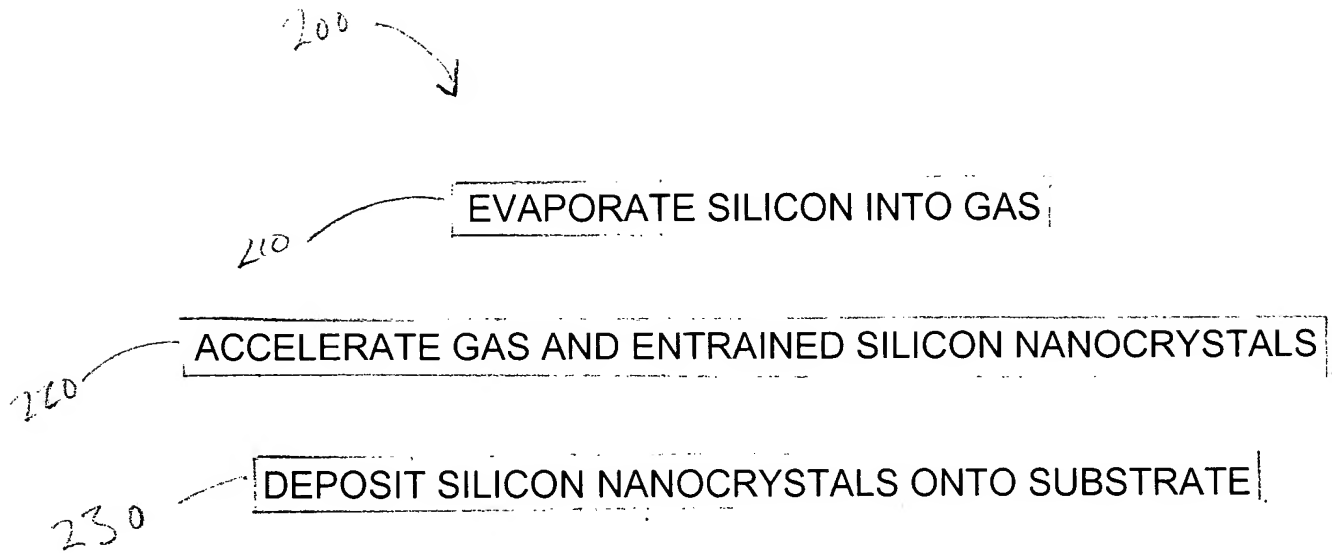 200
EVAPORATE SILICON INTO GAS
210
ACCELERATE GAS AND ENTRAINED SILICON NANOCRYSTALS
220
DEPOSIT SILICON NANOCRYSTALS ONTO SUBSTRATE
230